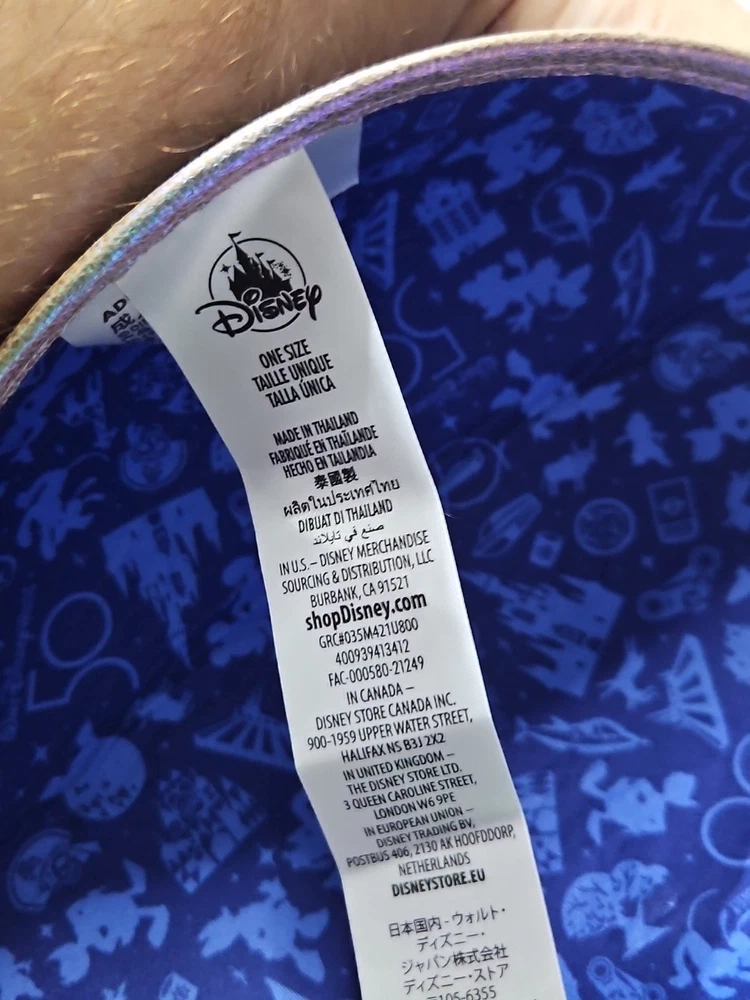 Disney
ONE SIZE
TAILLE UNIQUE
TALLA ÚNICA
MADE IN THAILAND
FABRIQUÉ EN THAÏLANDE
HECHO EN TAILANDIA
泰國製
ผลิตในประเทศไทย
DIBUAT DI THAILAND
صنع في تايلاند
IN U.S.– DISNEY MERCHANDISE
SOURCING & DISTRIBUTION, LLC
BURBANK, CA 91521
shopDisney.com
GRC#035M421U800
400939413412
FAC-000580-21249
IN CANADA –
DISNEY STORE CANADA INC.
900-1959 UPPER WATER STREET,
HALIFAX NS B3J 2X2
IN UNITED KINGDOM –
THE DISNEY STORE LTD.
3 QUEEN CAROLINE STREET,
LONDON W6 9PE
IN EUROPEAN UNION –
DISNEY TRADING BV,
POSTBUS 406, 2130 AK HOOFDDORP,
NETHERLANDS
DISNEYSTORE.EU
日本国内 - ウォルト・
ディズニー・
ジャパン株式会社
ディズニー・ストア
〒105-6355
AD
50